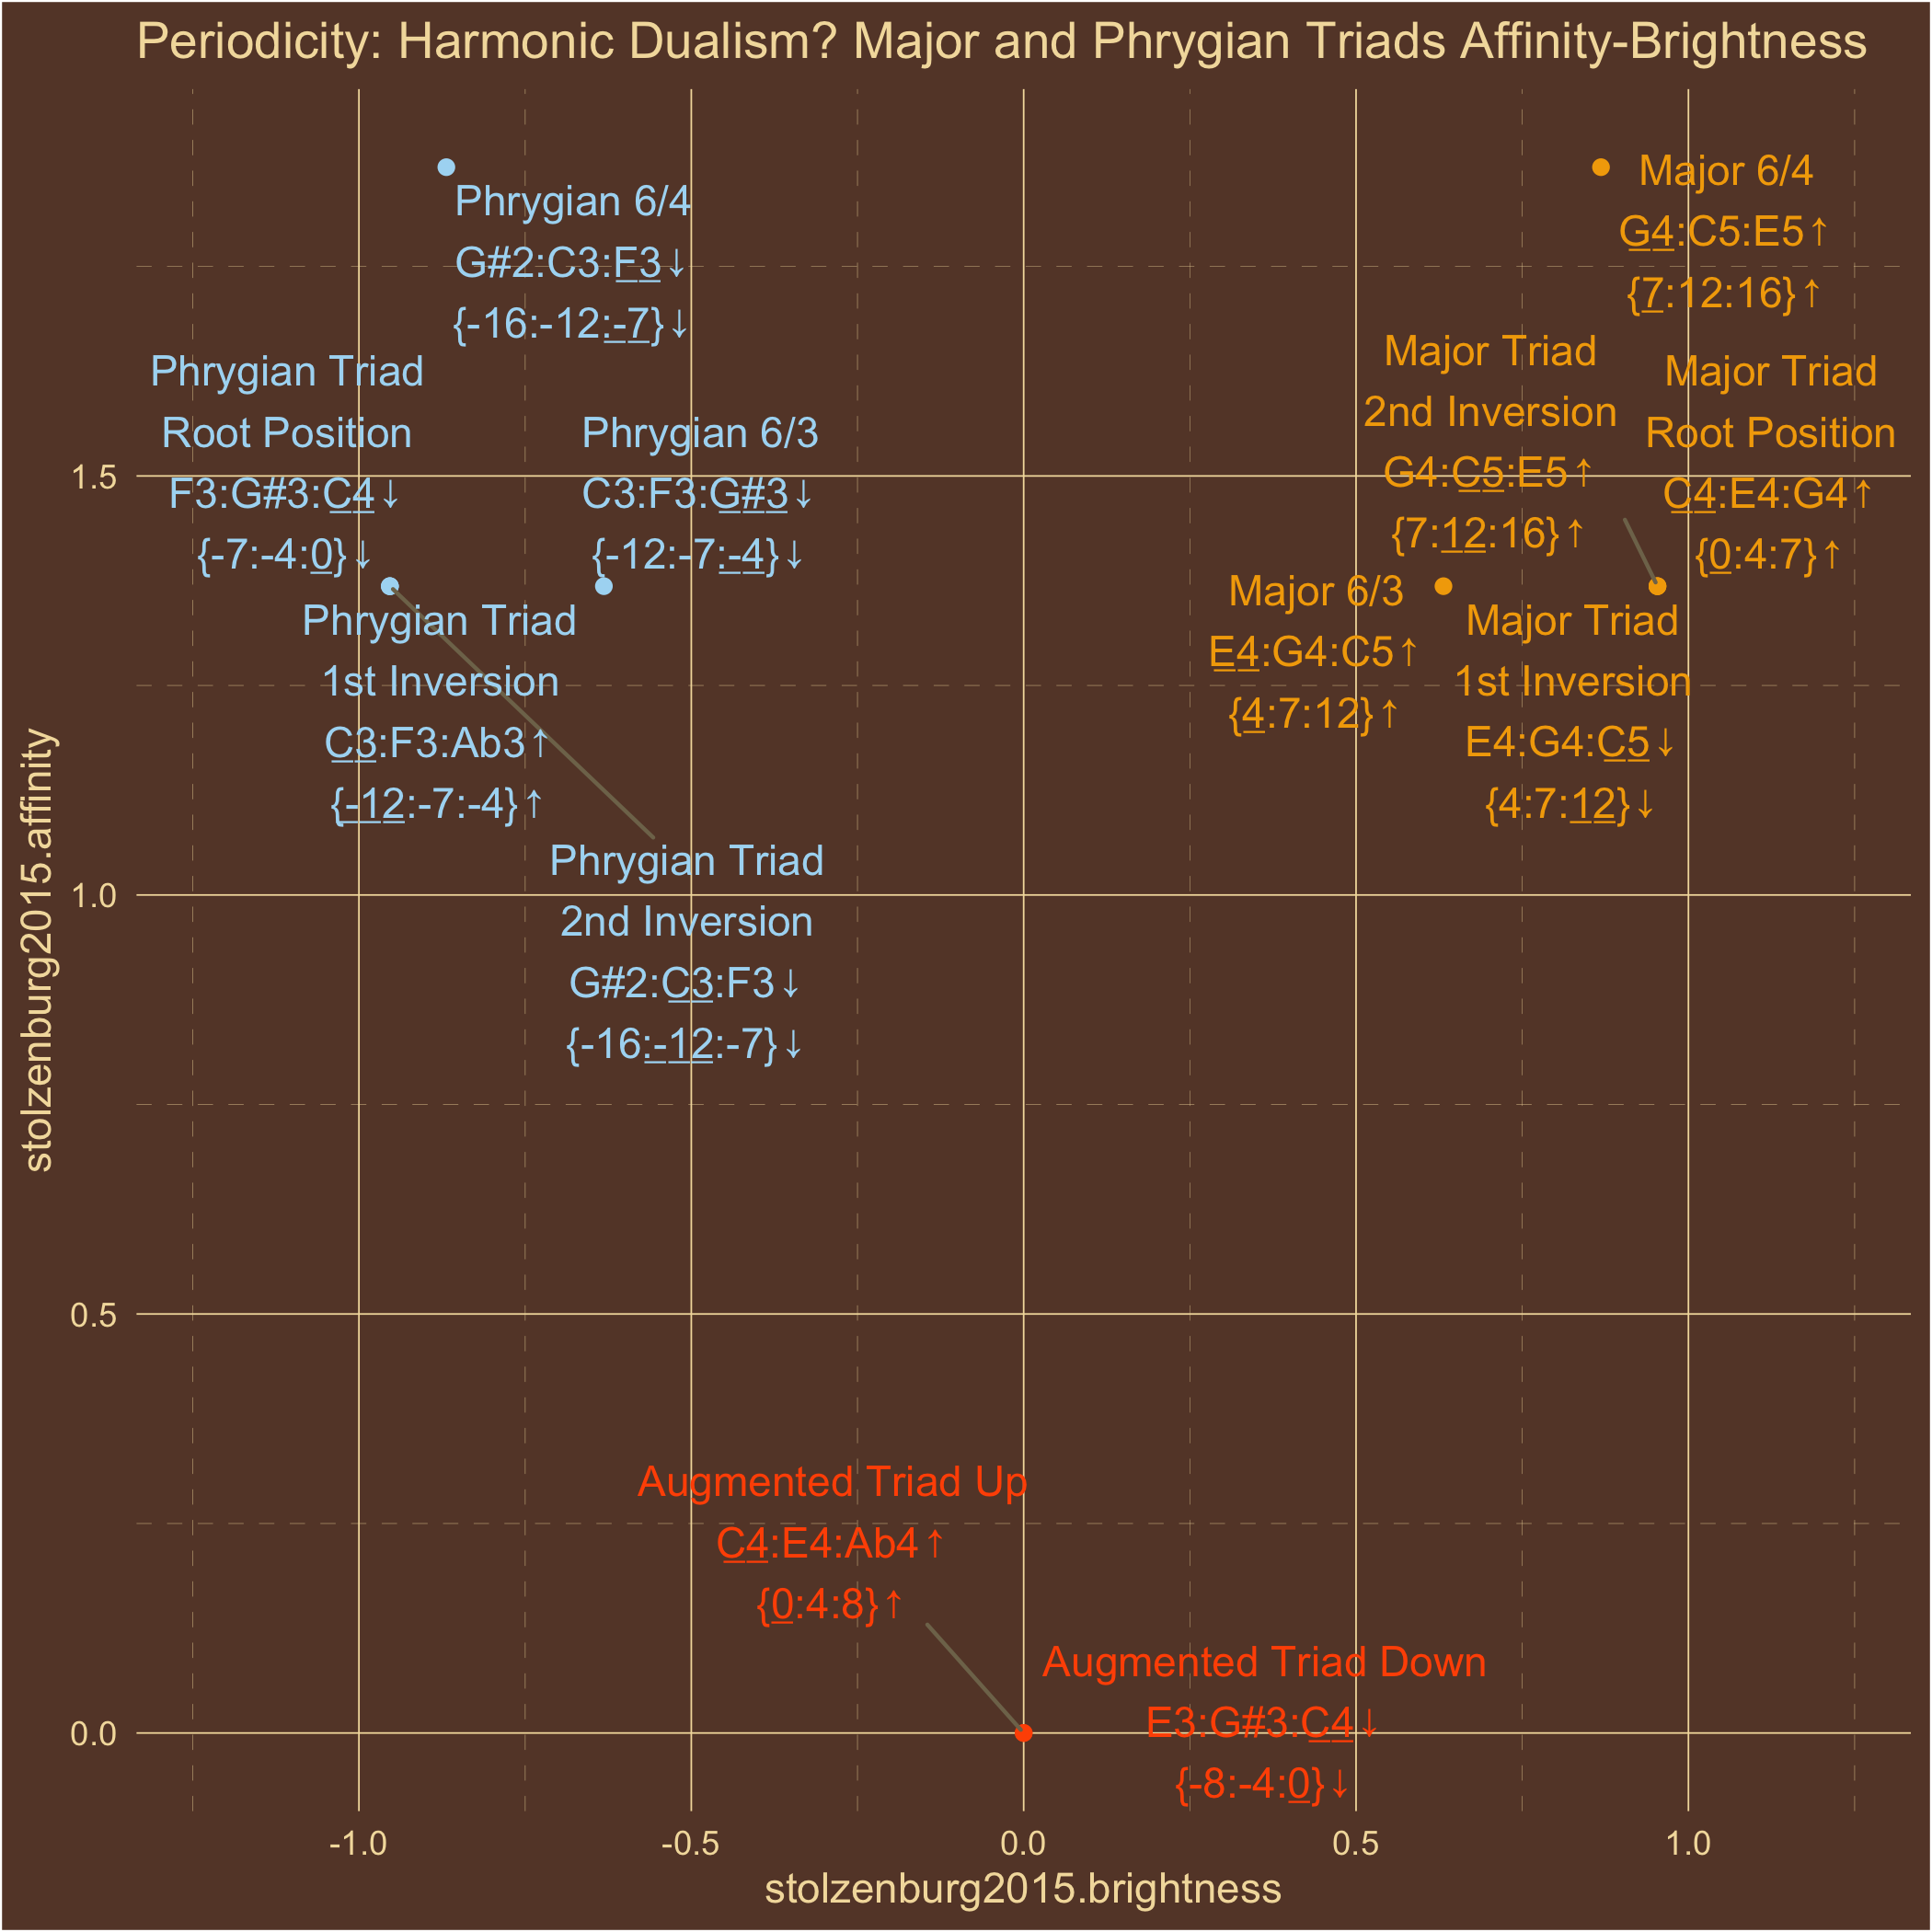 Periodicity: Harmonic Dualism? Major and Phrygian Triads Affinity-Brightness
Phrygian 6/4
G#2:C3:F3↓
{-16:-12:-7}↓
Major 6/4
G4:C5:E5↑
{7:12:16}↑
Phrygian Triad
Root Position
F3:G#3:C4↓
{-7:-4:0}↓
Phrygian 6/3
C3:F3:G#3↓
{-12:-7:-4}↓
Major Triad
2nd Inversion
G4:C5:E5↑
{7:12:16}↑
Major Triad
Root Position
C4:E4:G4↑
{0:4:7}↑
Phrygian Triad
1st Inversion
C3:F3:Ab3↑
{-12:-7:-4}↑
Major 6/3
E4:G4:C5↑
{4:7:12}↑
Major Triad
1st Inversion
E4:G4:C5↓
{4:7:12}↓
Phrygian Triad
2nd Inversion
G#2:C3:F3↓
{-16:-12:-7}↓
Augmented Triad Up
C4:E4:Ab4↑
{0:4:8}↑
Augmented Triad Down
E3:G#3:C4↓
{-8:-4:0}↓
stolzenburg2015.affinity
1.5
1.0
0.5
0.0
-1.0
-0.5
0.0
0.5
1.0
stolzenburg2015.brightness